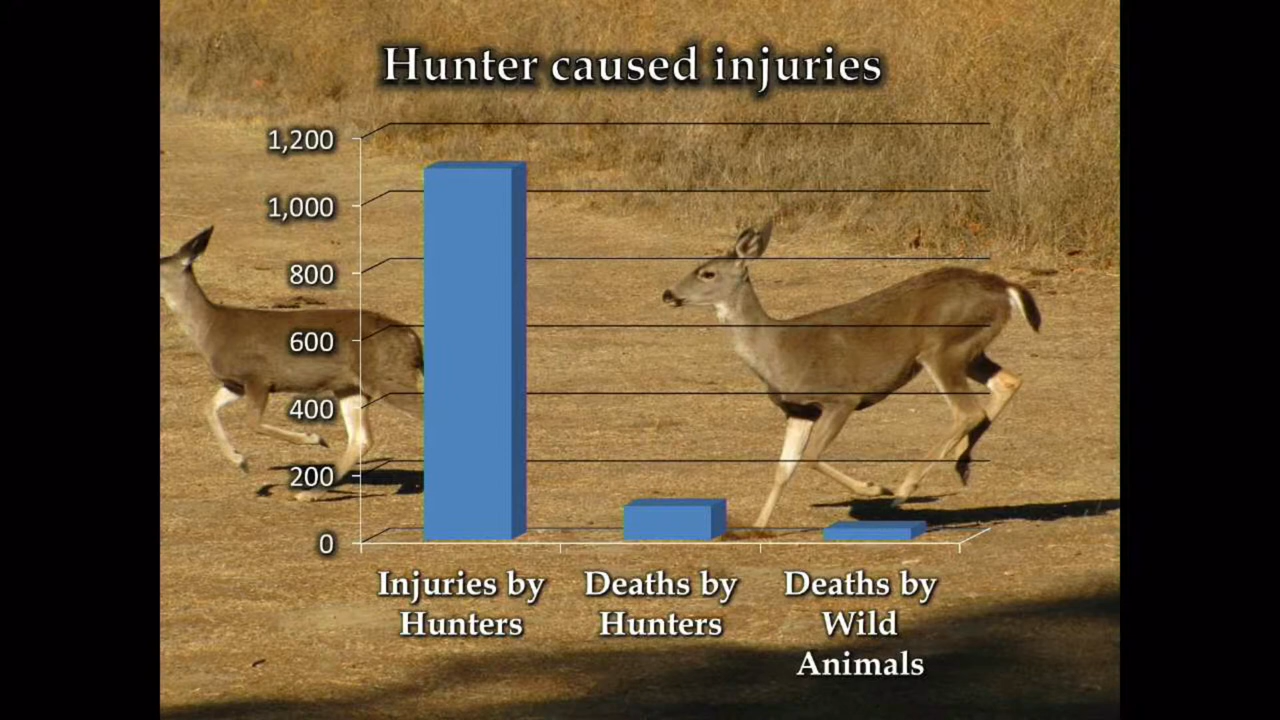 Hunter caused injuries
1,200
1,000
800
600
400
200
0
Injuries by
Hunters
Deaths by
Hunters
Deaths by
Wild
Animals